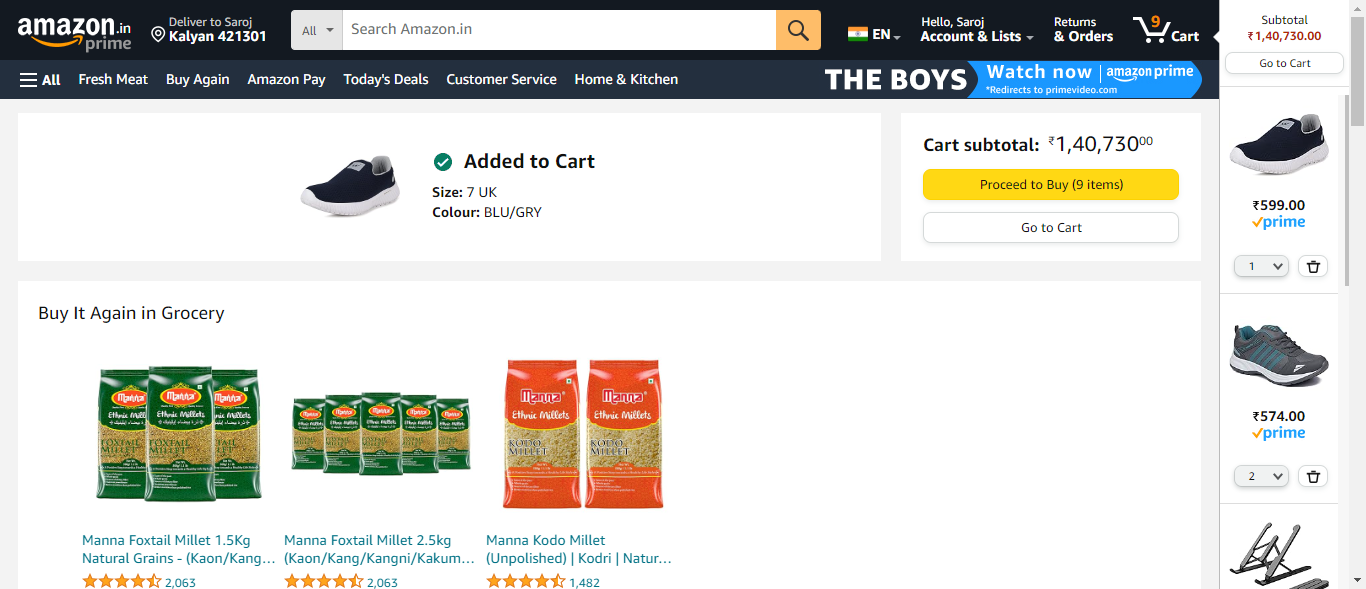 amazon.in
prime
Deliver to Saroj
Kalyan 421301
All
Search Amazon.in
EN
Hello, Saroj
Account & Lists
Returns
& Orders
9
Cart
All
Fresh Meat
Buy Again
Amazon Pay
Today's Deals
Customer Service
Home & Kitchen
THE BOYS
Watch now | amazon prime
*Redirects to primevideo.com
Added to Cart
Size: 7 UK
Colour: BLU/GRY
Cart subtotal: ₹1,40,73000
Proceed to Buy (9 items)
Go to Cart
Buy It Again in Grocery
Manna
Ethnic Millets
FOXTAIL
MILLET
Manna
Manna
Ethnic Millets
Ethnic Millets
KODO
MILLET
KODO
MILLET
Manna Foxtail Millet 1.5Kg
Natural Grains - (Kaon/Kang...
2,063
Manna Foxtail Millet 2.5kg
(Kaon/Kang/Kangni/Kakum...
2,063
Manna Kodo Millet
(Unpolished) | Kodri | Natur...
1,482
Subtotal
₹1,40,730.00
Go to Cart
₹599.00
prime
1
₹574.00
prime
2